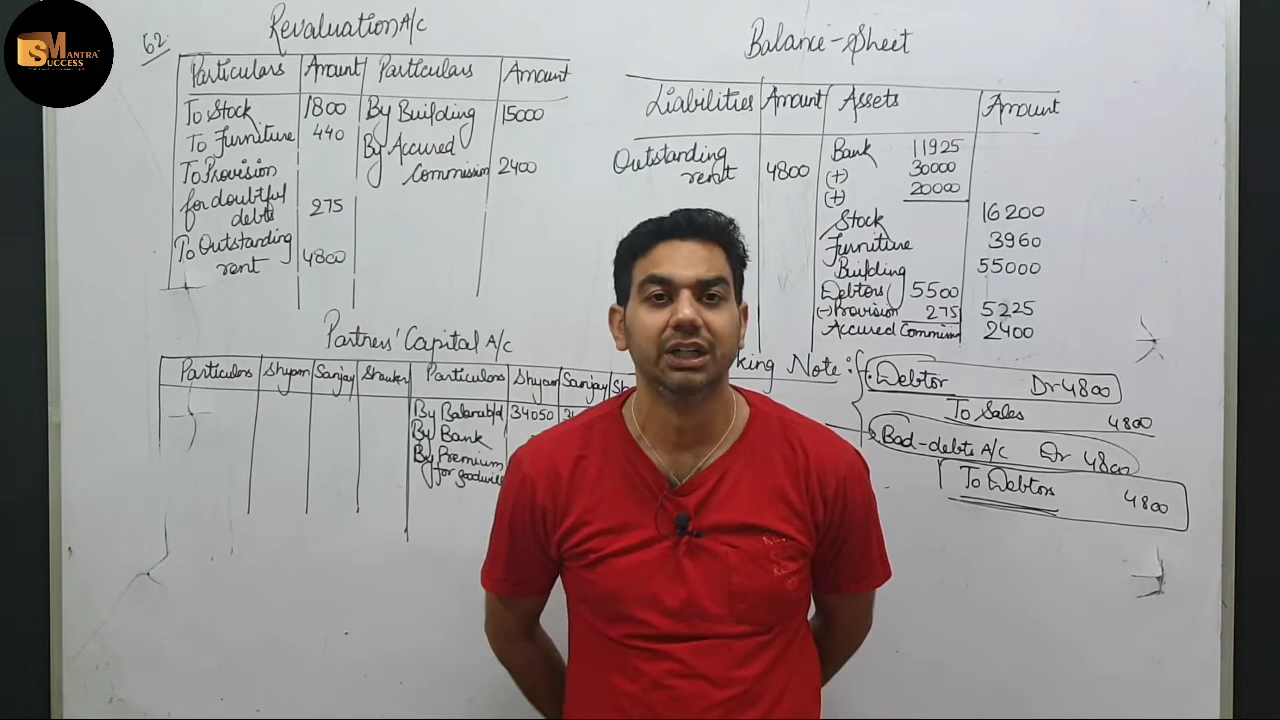 SMANTRA
SUCCESS
62.
Revaluation A/c
Particulars Amount Particulars Amount
To Stock 1800 By Building 15000
To Furniture 440 By Accured
Commission 2400
To Provision
for doubtful
debts 275
To Outstanding
rent 4800
Balance-Sheet
Liabilities Amount Assets Amount
Outstanding
rent 4800
Bank 11925
(+) 30000
(+) 20000
Stock 16200
Furniture 3960
Building 55000
Debtors 5500
(-) Provision 275 5225
Accured Commission 2400
Partners' Capital A/c
Particulars Shyam Sanjay Shanker Particulars Shyam Sanjay
By Balance b/d 34050
By Bank
By Premium
for goodwill
king Note:-
Debtor Dr 4800
To Sales 4800
Bad-debts A/c Dr 4800
To Debtors 4800